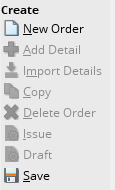 Create
New Order
Add Detail
Import Details
Copy
Delete Order
Issue
Draft
Save